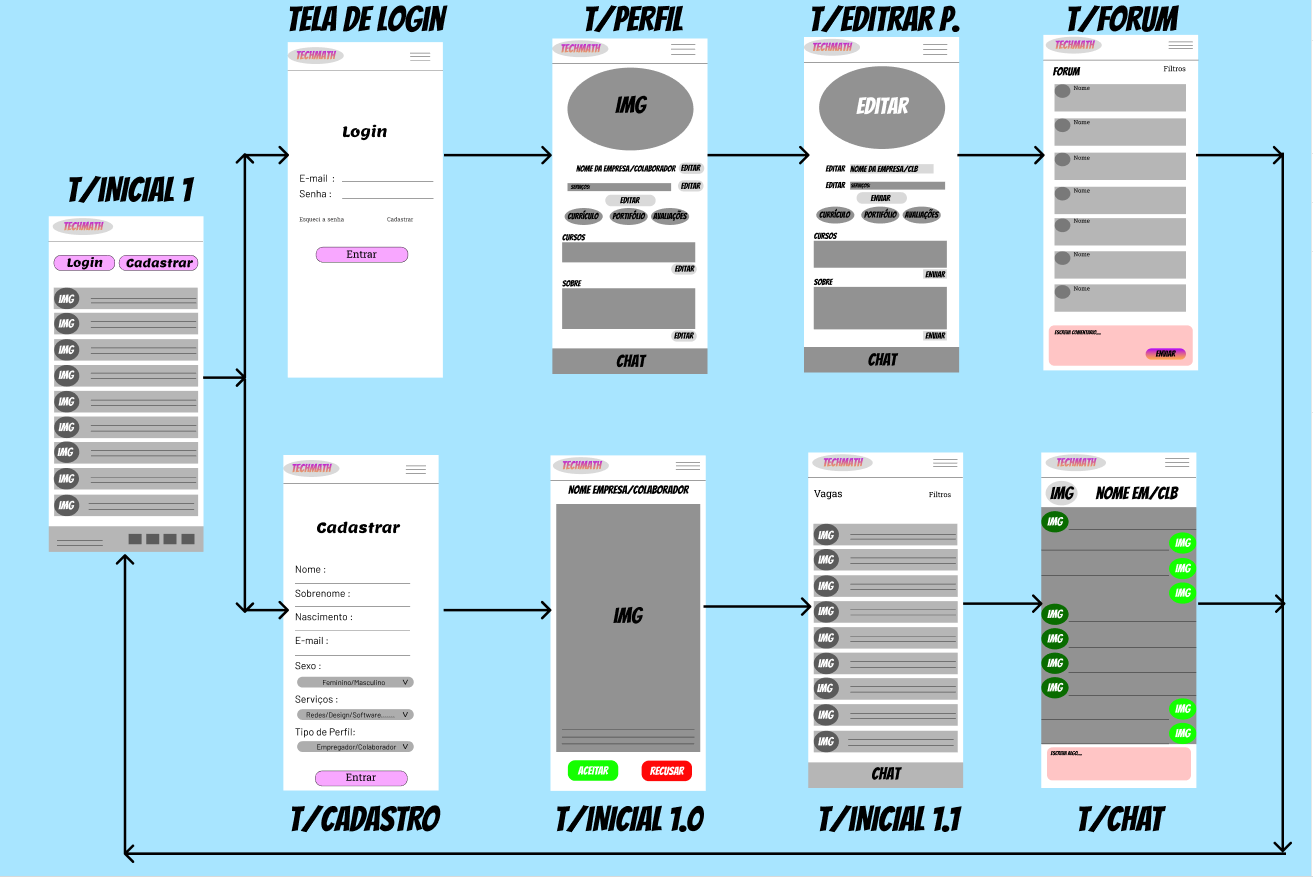 TELA DE LOGIN
T/PERFIL
T/EDITRAR P.
T/FORUM
T/INICIAL 1
TECHMATH
Login
Cadastrar
IMG
IMG
IMG
IMG
IMG
IMG
IMG
IMG
IMG
TECHMATH
Login
E-mail :
Senha :
Esqueci a senha Cadastrar
Entrar
TECHMATH
IMG
NOME DA EMPRESA/COLABORADOR EDITAR
SERVIÇOS: EDITAR
EDITAR
CURRÍCULO PORTIFÓLIO AVALIAÇÕES
CURSOS
EDITAR
SOBRE
EDITAR
CHAT
TECHMATH
EDITAR
EDITAR NOME DA EMPRESA/CLB
EDITAR SERVIÇOS:
ENVIAR
CURRÍCULO PORTIFÓLIO AVALIAÇÕES
CURSOS
ENVIAR
SOBRE
ENVIAR
CHAT
TECHMATH
FORUM Filtros
Nome
Nome
Nome
Nome
Nome
Nome
Nome
ESCREVA COMENTARIO...
ENVIAR
TECHMATH
Cadastrar
Nome :
Sobrenome :
Nascimento :
E-mail :
Sexo :
Feminino/Masculino V
Serviços :
Redes/Design/Software....... V
Tipo de Perfil:
Empregador/Colaborador V
Entrar
T/CADASTRO
TECHMATH
NOME EMPRESA/COLABORADOR
IMG
ACEITAR RECUSAR
T/INICIAL 1.0
TECHMATH
Vagas Filtros
IMG
IMG
IMG
IMG
IMG
IMG
IMG
IMG
IMG
CHAT
T/INICIAL 1.1
TECHMATH
IMG NOME EM/CLB
IMG
IMG
IMG
IMG
IMG
IMG
IMG
IMG
IMG
IMG
ESCREVA ALGO...
T/CHAT